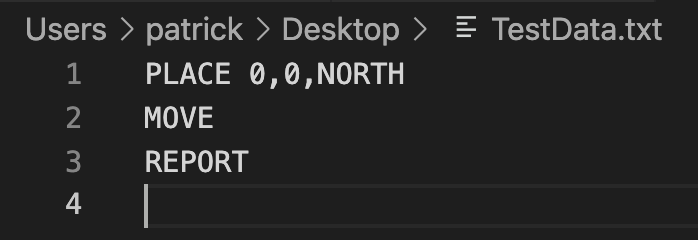 Users > patrick > Desktop > TestData.txt
1 PLACE 0,0,NORTH
2 MOVE
3 REPORT
4